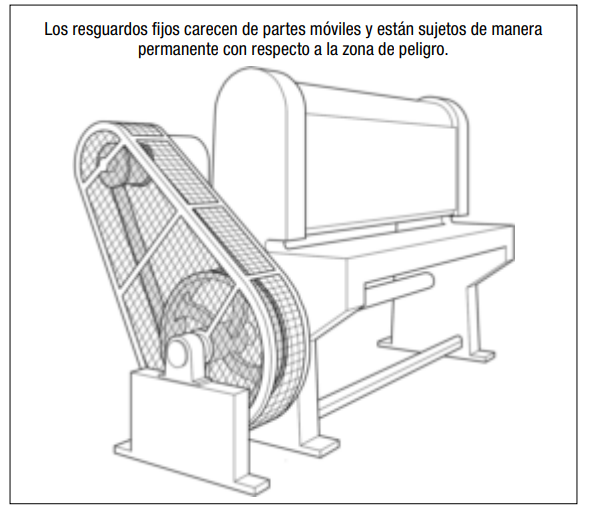 Los resguardos fijos carecen de partes móviles y están sujetos de manera
permanente con respecto a la zona de peligro.